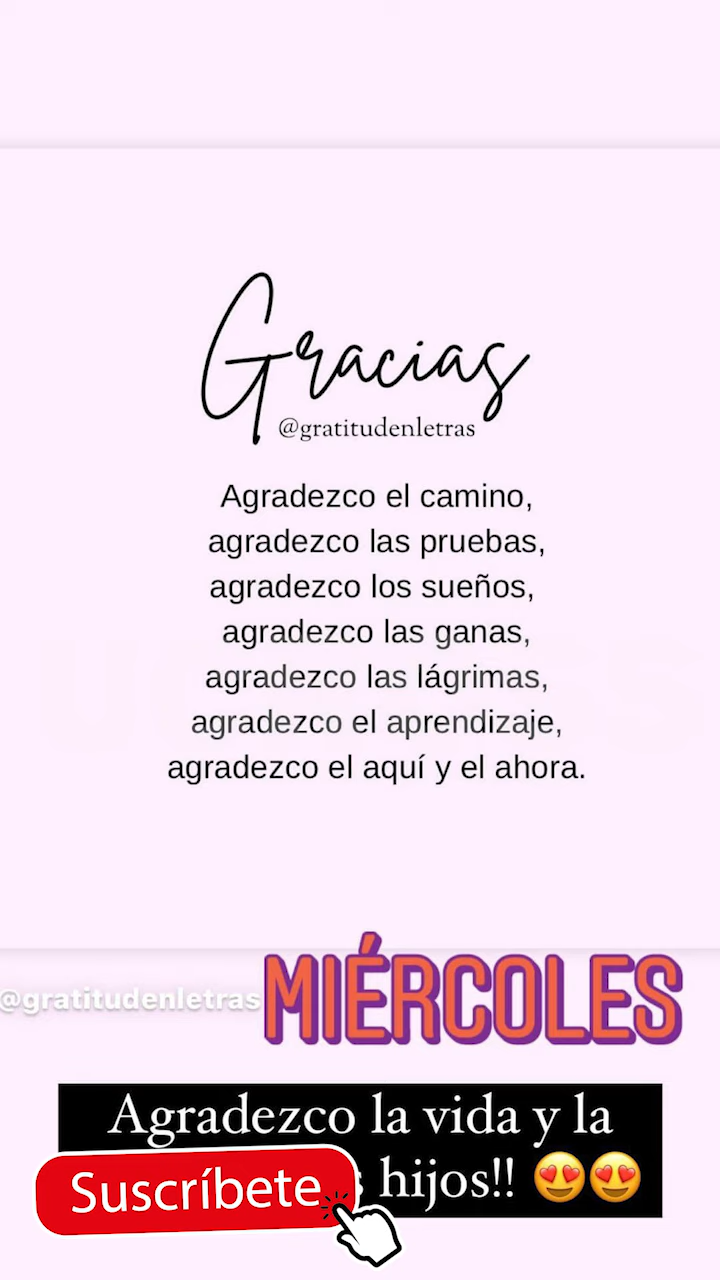 Gracias
@gratitudenletras
Agradezco el camino,
agradezco las pruebas,
agradezco los sueños,
agradezco las ganas,
agradezco las lágrimas,
agradezco el aprendizaje,
agradezco el aquí y el ahora.
@gratitudenletras
MIÉRCOLES
Agradezco la vida y la
hijos!! 😍😍
Suscríbete